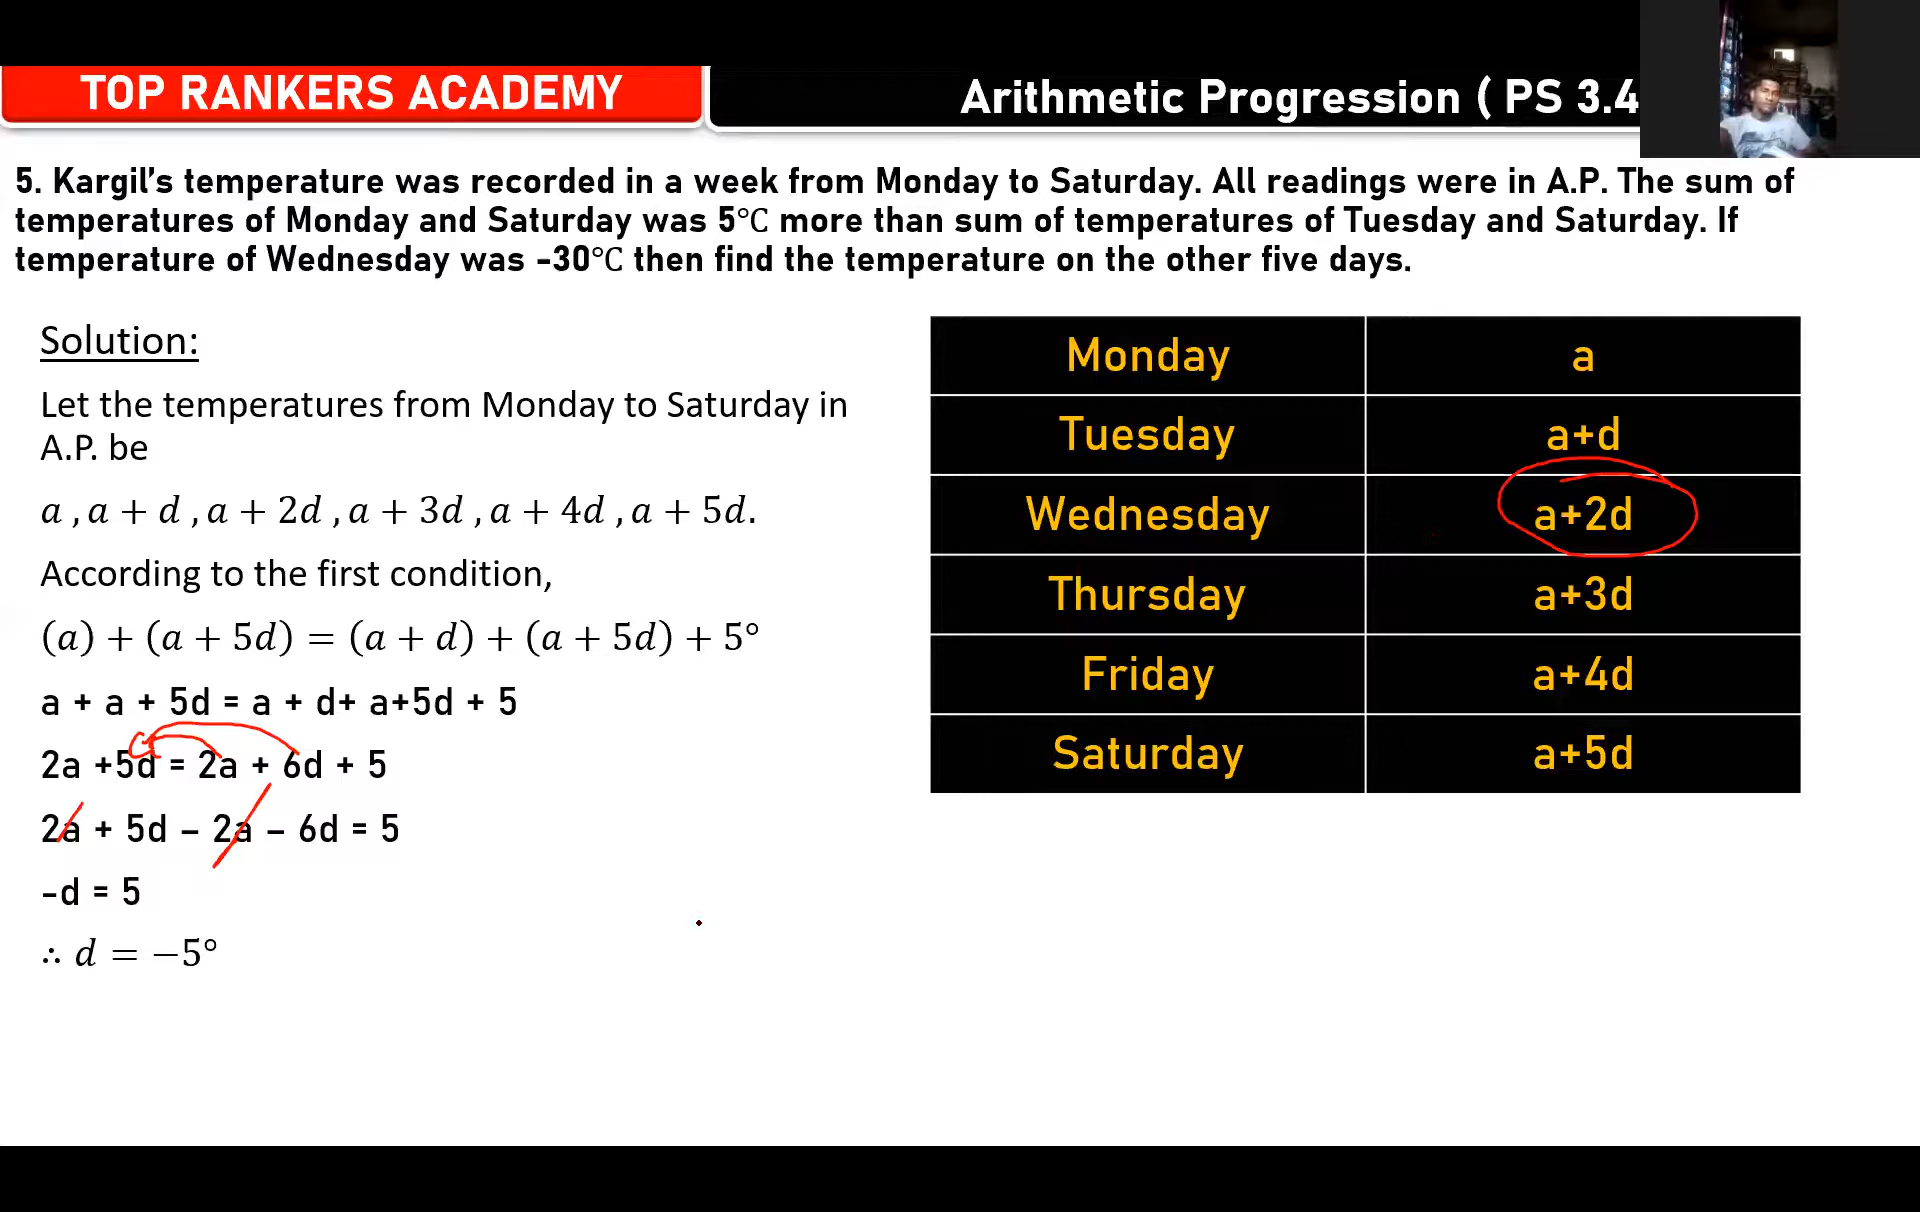 TOP RANKERS ACADEMY
Arithmetic Progression ( PS 3.4
5. Kargil's temperature was recorded in a week from Monday to Saturday. All readings were in A.P. The sum of
temperatures of Monday and Saturday was 5℃ more than sum of temperatures of Tuesday and Saturday. If
temperature of Wednesday was -30℃ then find the temperature on the other five days.
Solution:
Let the temperatures from Monday to Saturday in
A.P. be
a , a + d , a + 2d , a + 3d , a + 4d , a + 5d.
According to the first condition,
(a) + (a + 5d) = (a + d) + (a + 5d) + 5°
a + a + 5d = a + d+ a+5d + 5
2a +5d = 2a + 6d + 5
2a + 5d – 2a – 6d = 5
-d = 5
∴ d = −5°
Monday a
Tuesday a+d
Wednesday a+2d
Thursday a+3d
Friday a+4d
Saturday a+5d